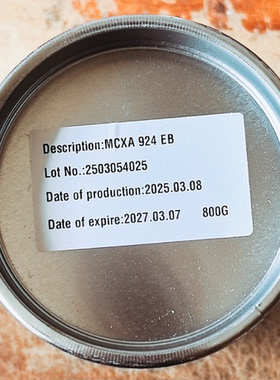 Description:MCXA 924 EB
Lot No.:2503054025
Date of production:2025.03.08
Date of expire:2027.03.07 800G